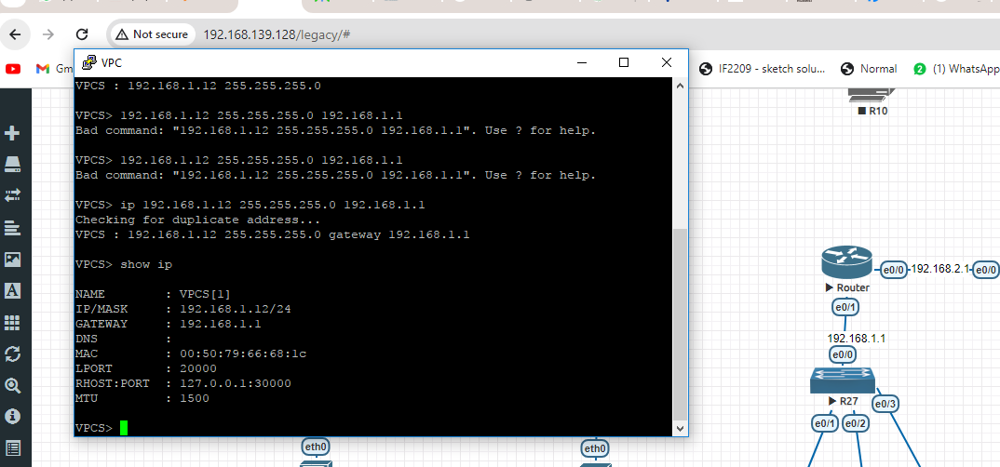 Not secure
192.168.139.128/legacy/#
Gm
IF2209 - sketch solu...
Normal
2
(1) WhatsApp
VPC
VPCS : 192.168.1.12 255.255.255.0
VPCS> 192.168.1.12 255.255.255.0 192.168.1.1
Bad command: "192.168.1.12 255.255.255.0 192.168.1.1". Use ? for help.
VPCS> 192.168.1.12 255.255.255.0 192.168.1.1
Bad command: "192.168.1.12 255.255.255.0 192.168.1.1". Use ? for help.
VPCS> ip 192.168.1.12 255.255.255.0 192.168.1.1
Checking for duplicate address...
VPCS : 192.168.1.12 255.255.255.0 gateway 192.168.1.1
VPCS> show ip
NAME : VPCS[1]
IP/MASK : 192.168.1.12/24
GATEWAY : 192.168.1.1
DNS :
MAC : 00:50:79:66:68:1c
LPORT : 20000
RHOST:PORT : 127.0.0.1:30000
MTU : 1500
VPCS>
R10
e0/0 192.168.2.1 e0/0
Router
e0/1
192.168.1.1
e0/0
R27
e0/3
e0/1 e0/2
eth0
eth0